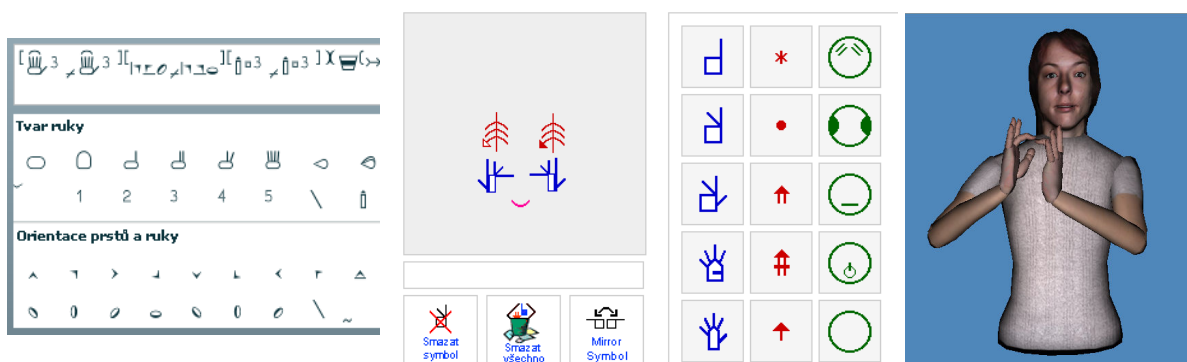 Tvar ruky
1 2 3 4 5
Orientace prstů a ruky
Smazat symbol
Smazat všechno
Mirror Symbol